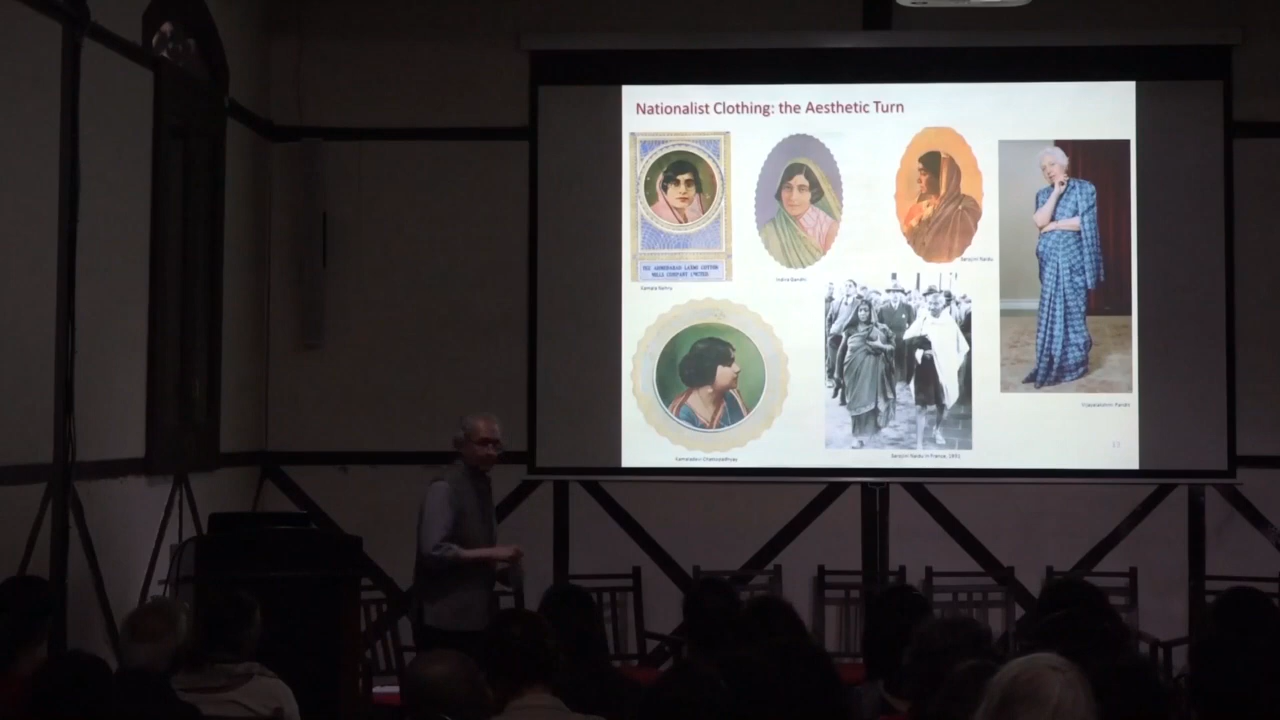 Nationalist Clothing: the Aesthetic Turn
THE AHMEDABAD LAXMI COTTON
MILLS COMPANY LIMITED
Kamala Nehru
Indira Gandhi
Sarojini Naidu
Vijayalakshmi Pandit
Kamaladevi Chattopadhyay
Sarojini Naidu in France, 1931